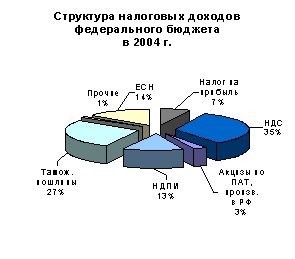 Структура налоговых доходов
федерального бюджета
в 2004 г.
Прочие
1%
ЕСН
14%
Налог на
прибыль
7%
НДС
35%
Акцизы по
ПАТ,
произв.
в РФ
3%
НДПИ
13%
Тамож.
пошлины
27%